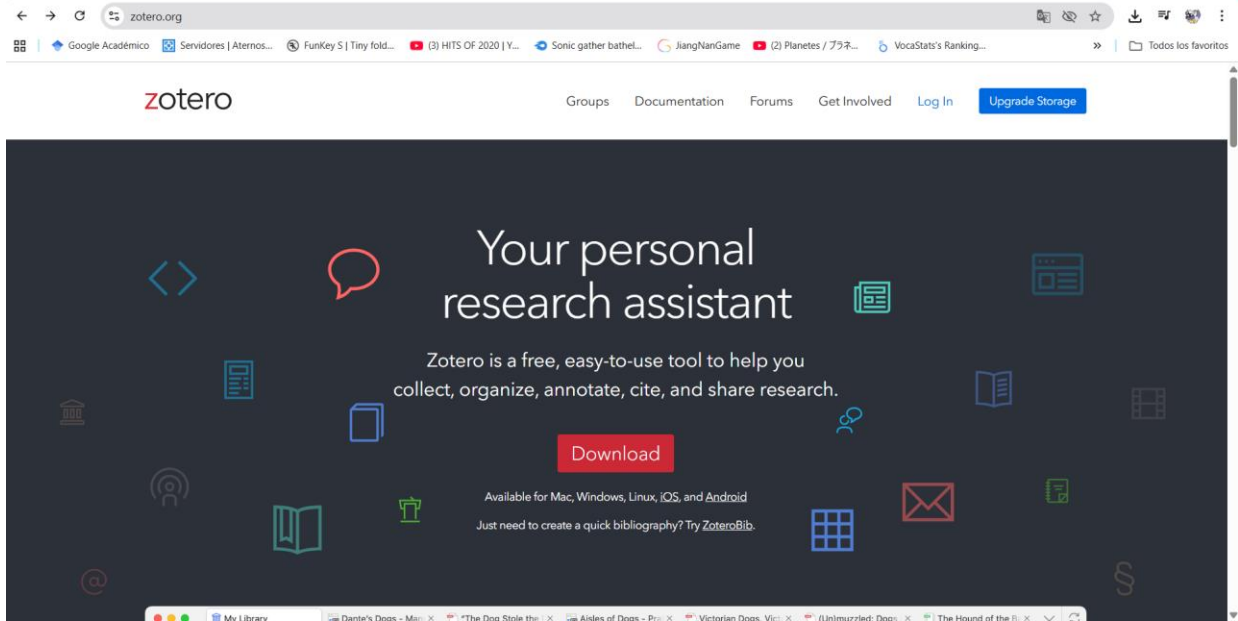 zotero.org
Google Académico Servidores | Aternos... FunKey S | Tiny fold... (3) HITS OF 2020 | Y... Sonic gather bathel... JiangNanGame (2) Planetes / プラネ... VocaStats's Ranking... » Todos los favoritos
zotero Groups Documentation Forums Get Involved Log In Upgrade Storage
Your personal
research assistant
Zotero is a free, easy-to-use tool to help you
collect, organize, annotate, cite, and share research.
Download
Available for Mac, Windows, Linux, iOS, and Android
Just need to create a quick bibliography? Try ZoteroBib.
My Library Dante's Dogs - Mar "The Dog Stole the Aisles of Dogs - Pra Victorian Dogs, Vict (Un)muzzled: Dogs The Hound of the